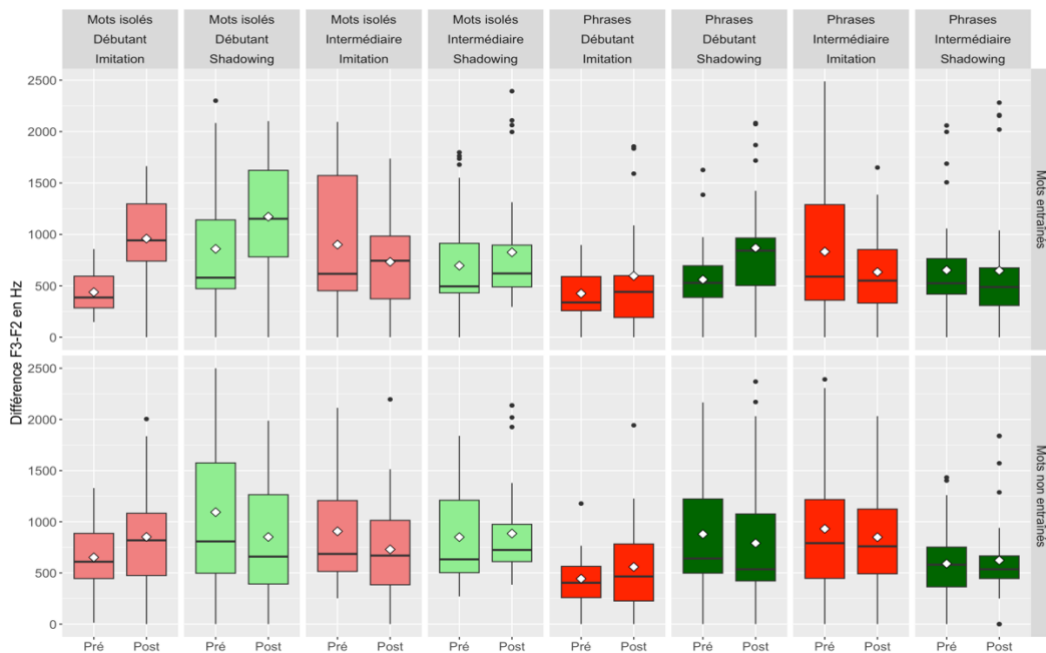 Mots isolés Mots isolés Mots isolés Mots isolés Phrases Phrases Phrases Phrases
Débutant Débutant Intermédiaire Intermédiaire Débutant Débutant Intermédiaire Intermédiaire
Imitation Shadowing Imitation Shadowing Imitation Shadowing Imitation Shadowing
Différence F3-F2 en Hz
2500
2000
1500
1000
500
0
Mots entraînés
2500
2000
1500
1000
500
0
Mots non entraînés
Pré Post Pré Post Pré Post Pré Post Pré Post Pré Post Pré Post Pré Post